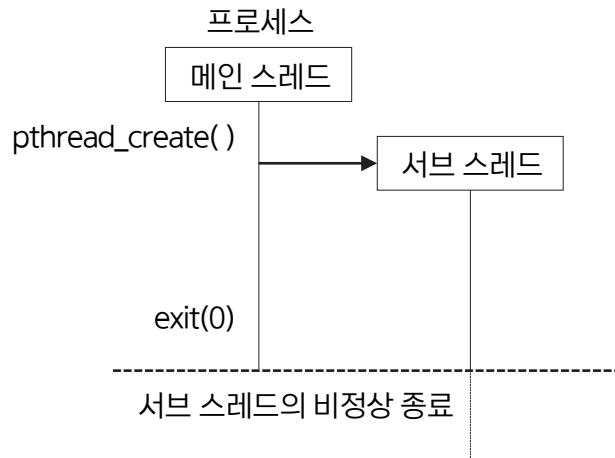 프로세스
메인 스레드
pthread_create( )
서브 스레드
exit(0)
서브 스레드의 비정상 종료